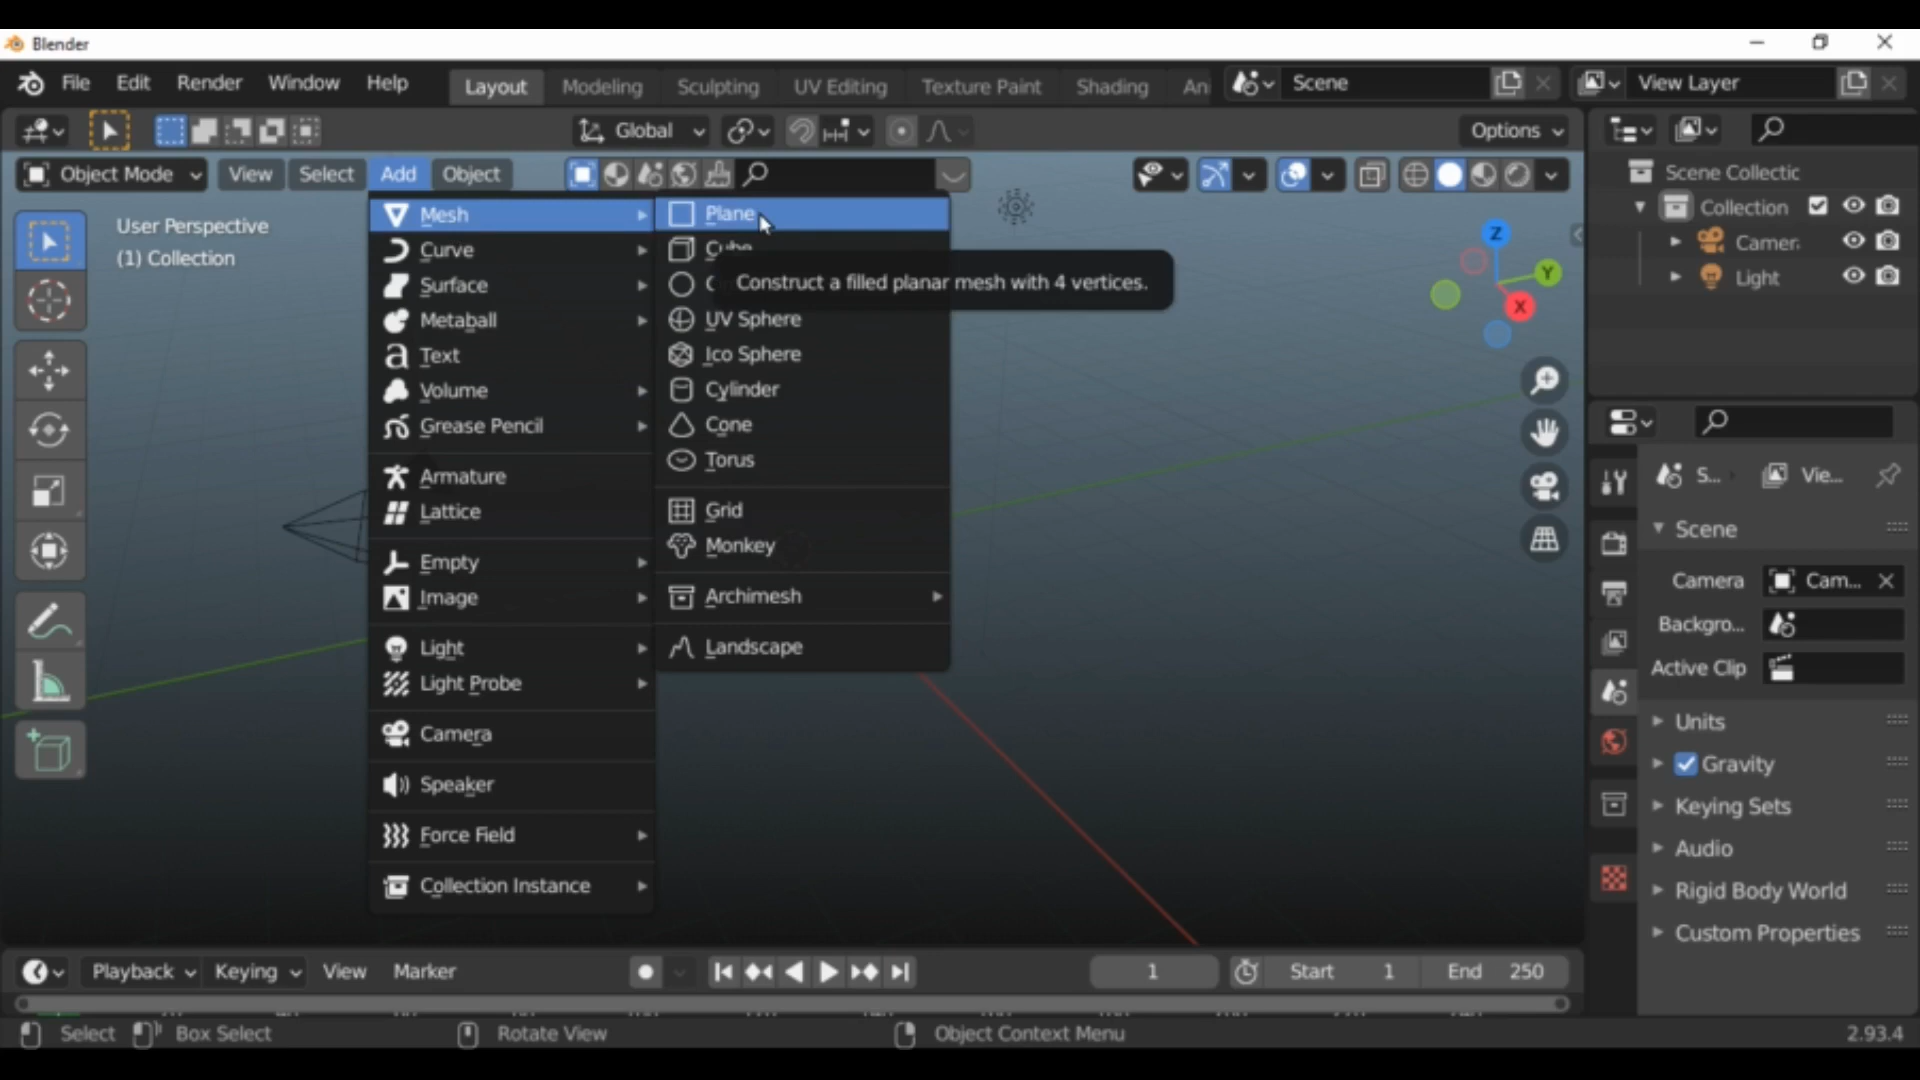 Blender
File Edit Render Window Help Layout Modeling Sculpting UV Editing Texture Paint Shading An Scene View Layer
Global Options
Object Mode View Select Add Object
User Perspective
(1) Collection
Mesh
Curve
Surface
Metaball
Text
Volume
Grease Pencil
Armature
Lattice
Empty
Image
Light
Light Probe
Camera
Speaker
Force Field
Collection Instance
Plane
Cube
C
Construct a filled planar mesh with 4 vertices.
UV Sphere
Ico Sphere
Cylinder
Cone
Torus
Grid
Monkey
Archimesh
Landscape
Z
Y
X
Scene Collectic
Collection
Camer
Light
S... Vie...
Scene
Camera Cam...
Backgro...
Active Clip
Units
Gravity
Keying Sets
Audio
Rigid Body World
Custom Properties
Playback Keying View Marker 1 Start 1 End 250
Select Box Select Rotate View Object Context Menu 2.93.4